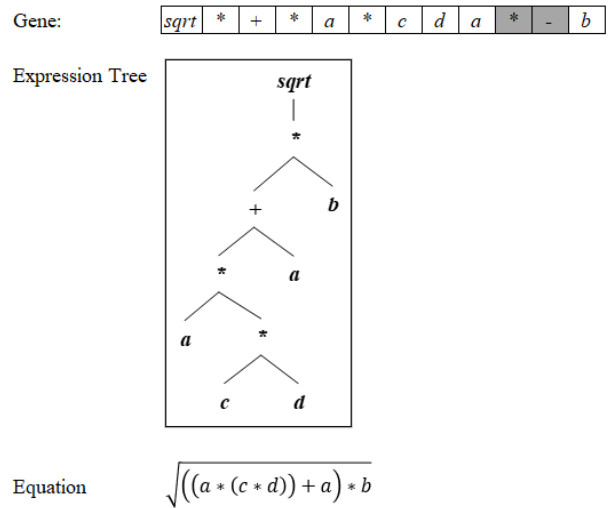 Gene: sqrt * + * a * c d a * - b
Expression Tree
sqrt
*
+ b
* a
a *
c d
Equation √((a ∗ (c ∗ d)) + a) ∗ b